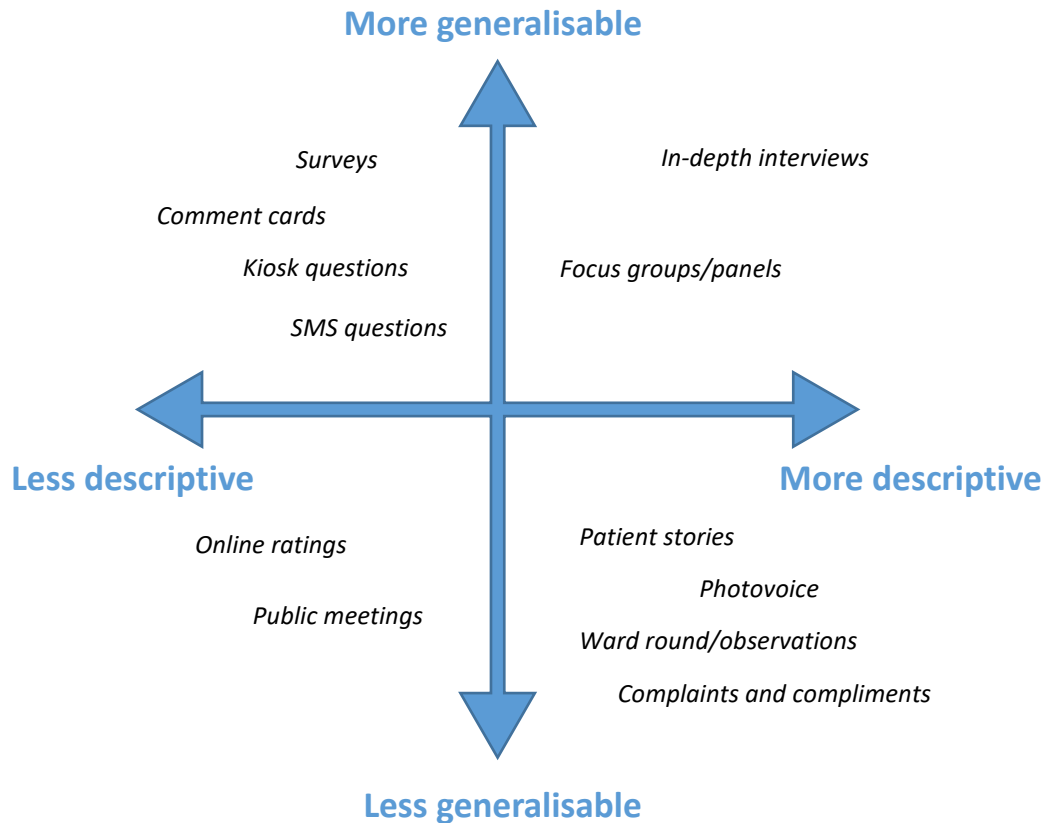 More generalisable
Surveys
In-depth interviews
Comment cards
Kiosk questions
Focus groups/panels
SMS questions
Less descriptive
More descriptive
Online ratings
Patient stories
Photovoice
Public meetings
Ward round/observations
Complaints and compliments
Less generalisable